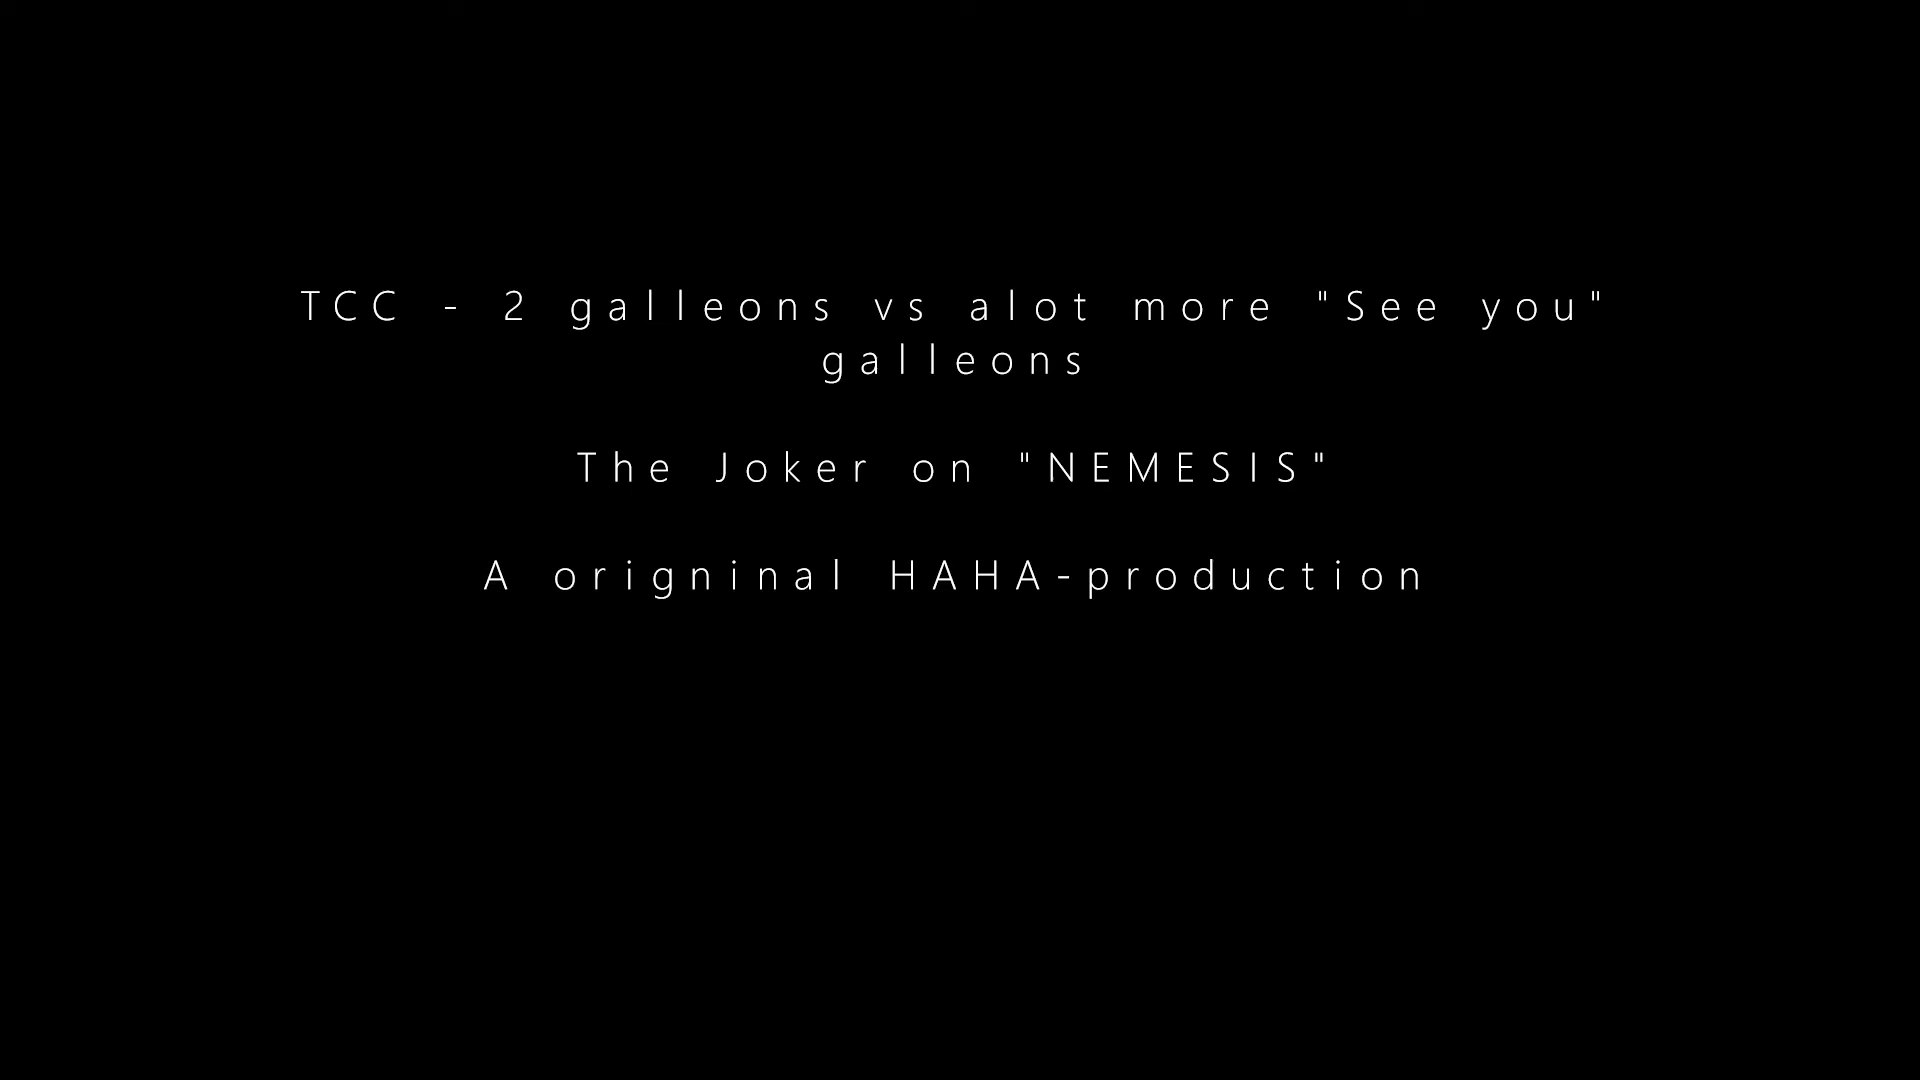 TCC - 2 galleons vs alot more "See you"
galleons
The Joker on "NEMESIS"
A origninal HAHA-production